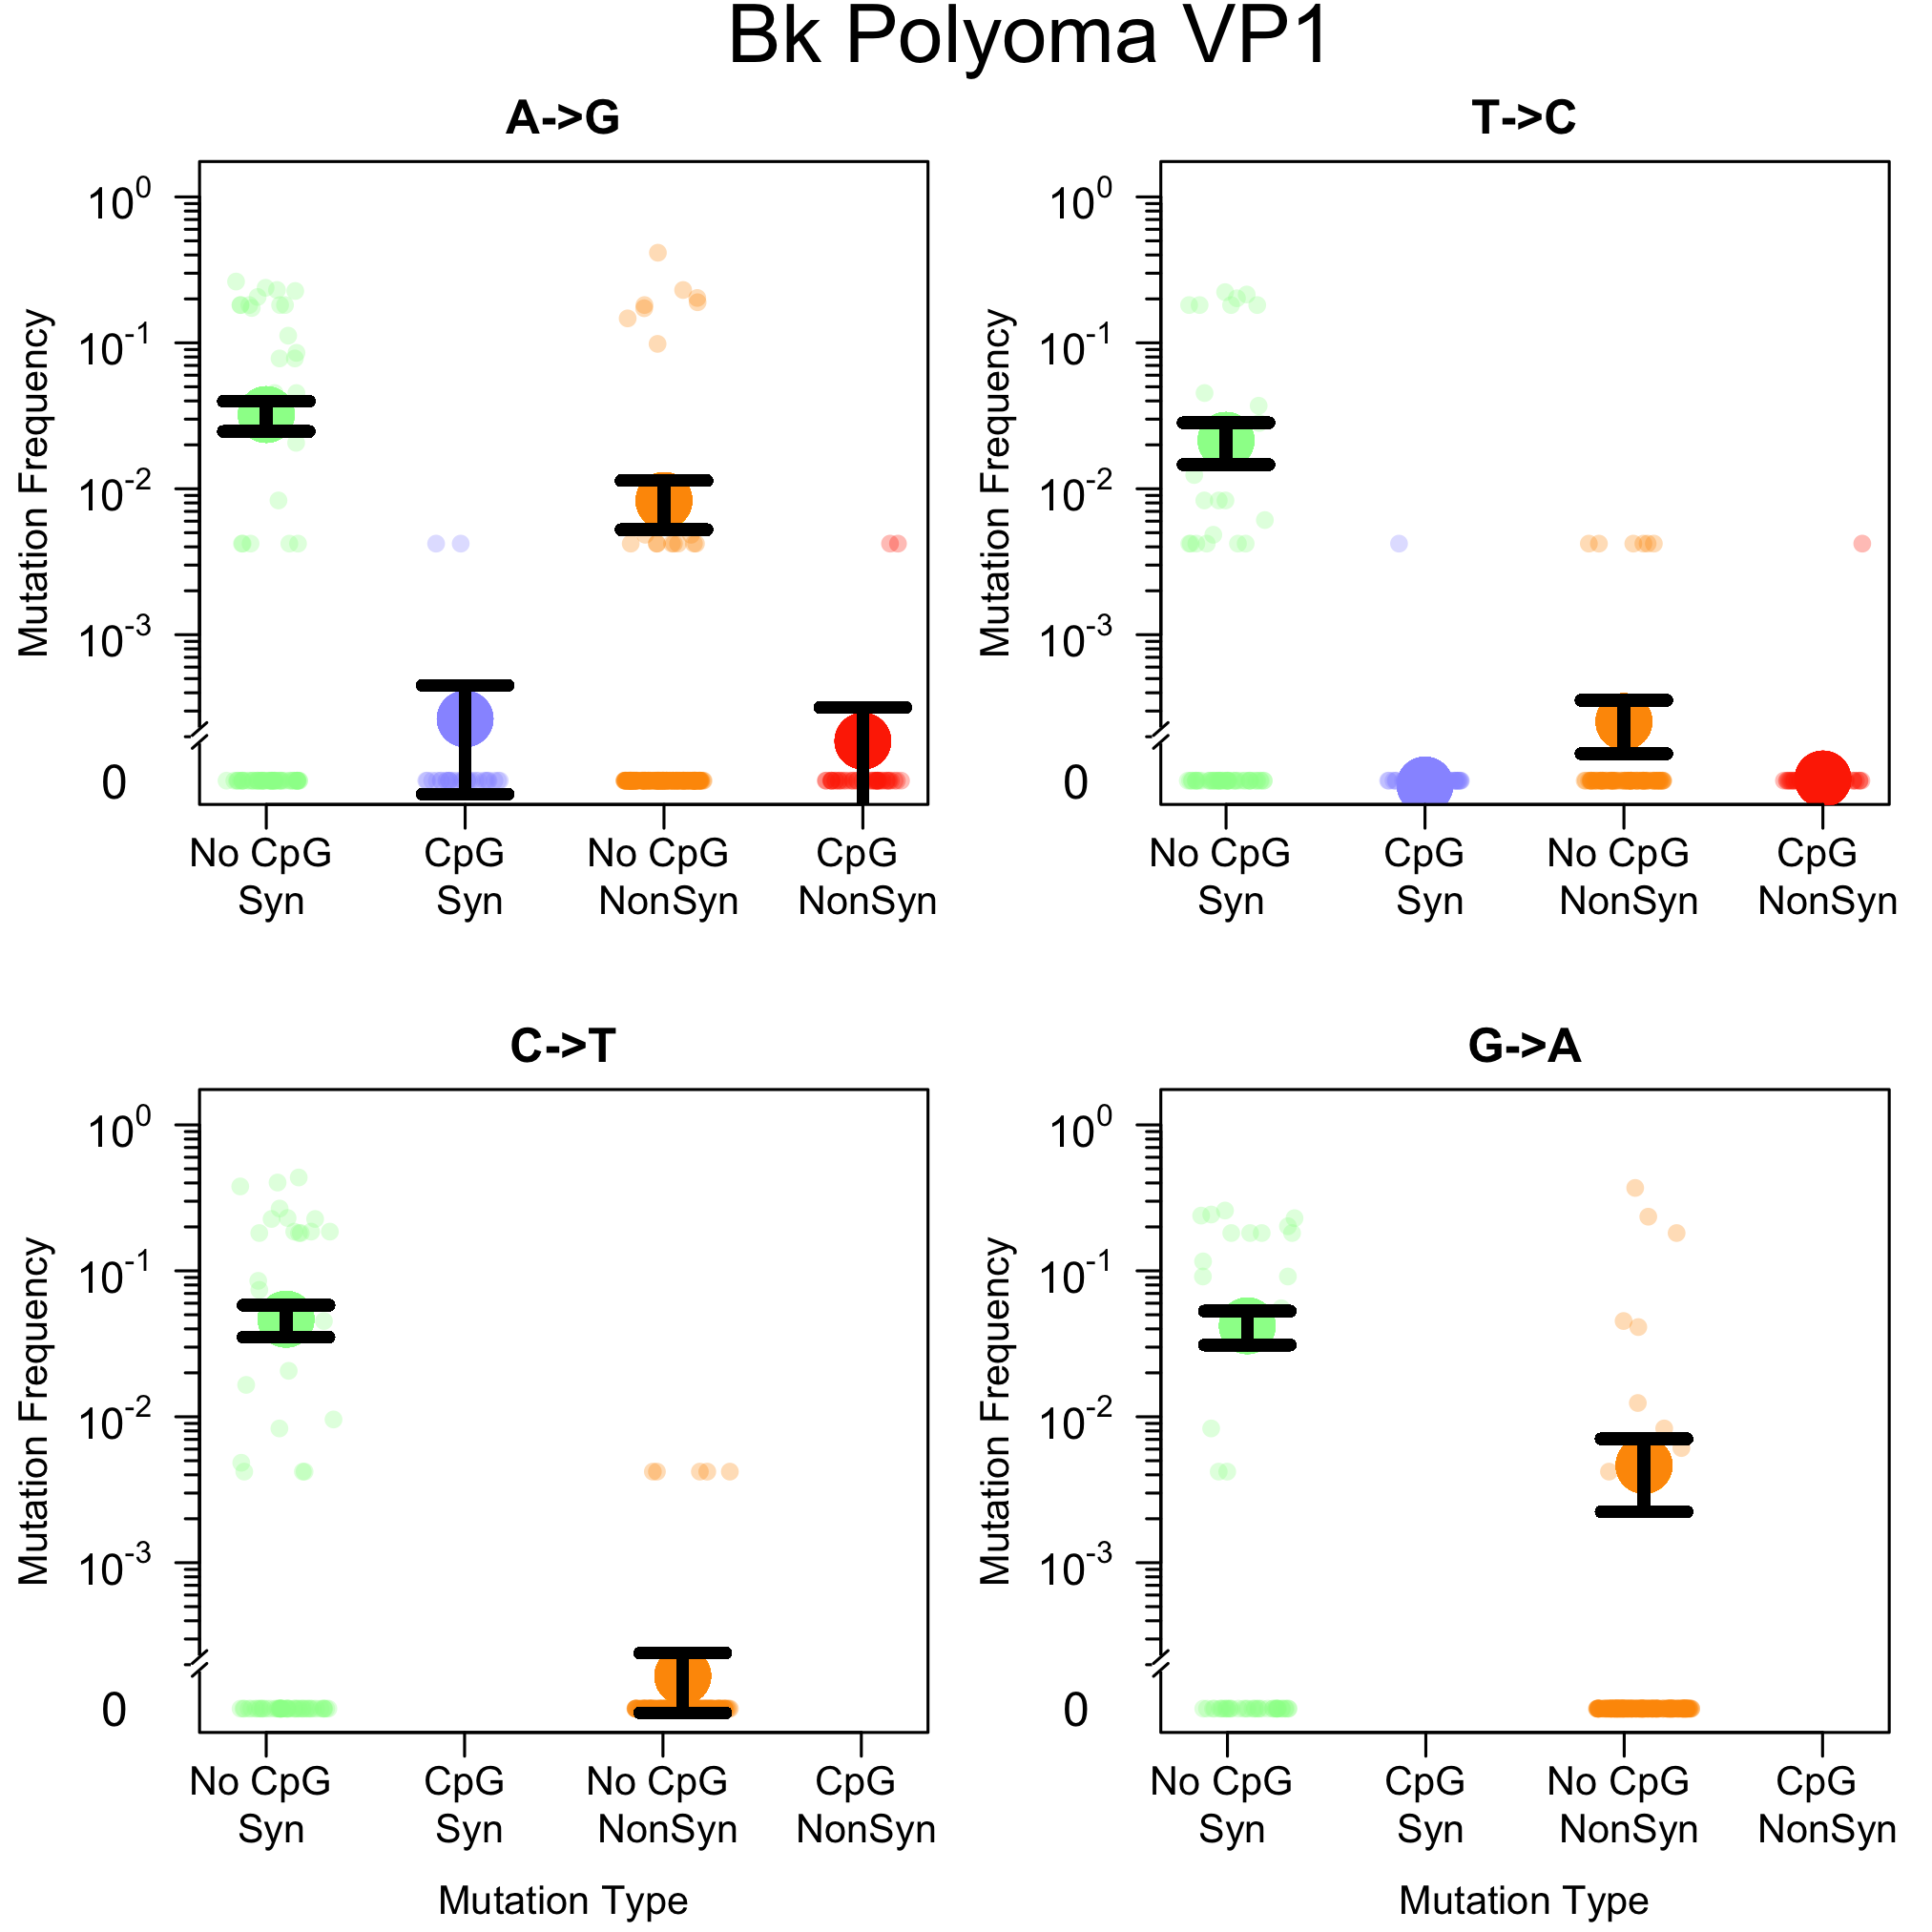 Bk Polyoma VP1
A->G
T->C
Mutation Frequency
10^0
10^-1
10^-2
10^-3
0
No CpG CpG No CpG CpG
Syn Syn NonSyn NonSyn
Mutation Frequency
10^0
10^-1
10^-2
10^-3
0
No CpG CpG No CpG CpG
Syn Syn NonSyn NonSyn
C->T
G->A
Mutation Frequency
10^0
10^-1
10^-2
10^-3
0
No CpG CpG No CpG CpG
Syn Syn NonSyn NonSyn
Mutation Type
Mutation Frequency
10^0
10^-1
10^-2
10^-3
0
No CpG CpG No CpG CpG
Syn Syn NonSyn NonSyn
Mutation Type